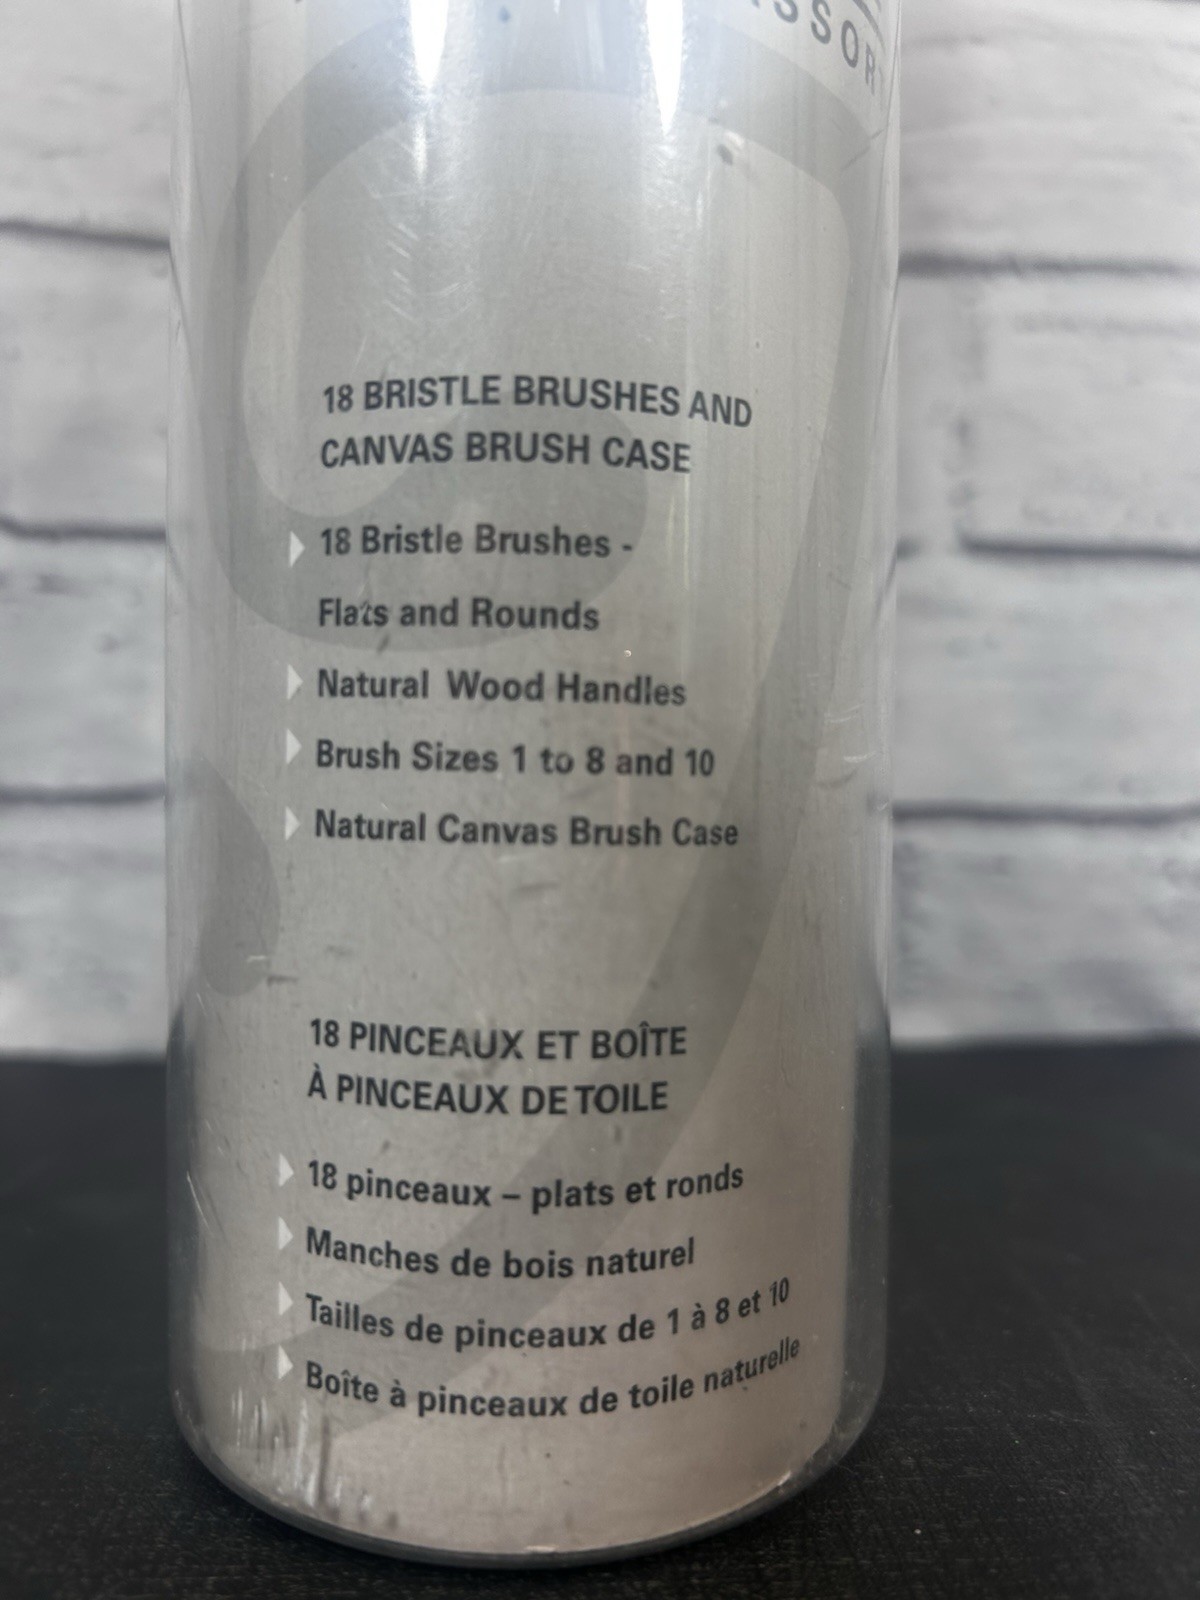 18 BRISTLE BRUSHES AND
CANVAS BRUSH CASE
18 Bristle Brushes -
Flats and Rounds
Natural Wood Handles
Brush Sizes 1 to 8 and 10
Natural Canvas Brush Case
18 PINCEAUX ET BOÎTE
À PINCEAUX DE TOILE
18 pinceaux – plats et ronds
Manches de bois naturel
Tailles de pinceaux de 1 à 8 et 10
Boîte à pinceaux de toile naturelle